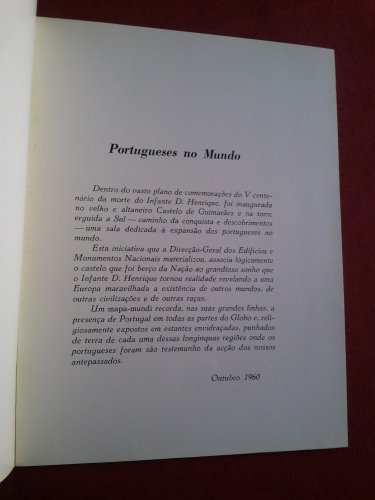 Portugueses no Mundo
Dentro do vasto plano de comemorações do V cente-
nário da morte do Infante D. Henrique, foi inaugurada
no velho e altaneiro Castelo de Guimarães e na torre
erguida a Sul — caminho da conquista e descobrimentos
— uma sala dedicada à expansão dos portugueses no
mundo.
Esta iniciativa que a Direcção-Geral dos Edifícios e
Monumentos Nacionais materializou, associa lògicamente
o castelo que foi berço da Nação ao grandioso sonho que
o Infante D. Henrique tornou realidade revelando a uma
Europa maravilhada a existência de outros mundos, de
outras civilizações e de outras raças.
Um mapa-mundi recorda, nas suas grandes linhas, a
presença de Portugal em todas as partes do Globo e, reli-
giosamente expostos em estantes envidraçadas, punhados
de terra de cada uma dessas longínquas regiões onde os
portugueses foram são testemunho da acção dos nossos
antepassados.
Outubro 1960